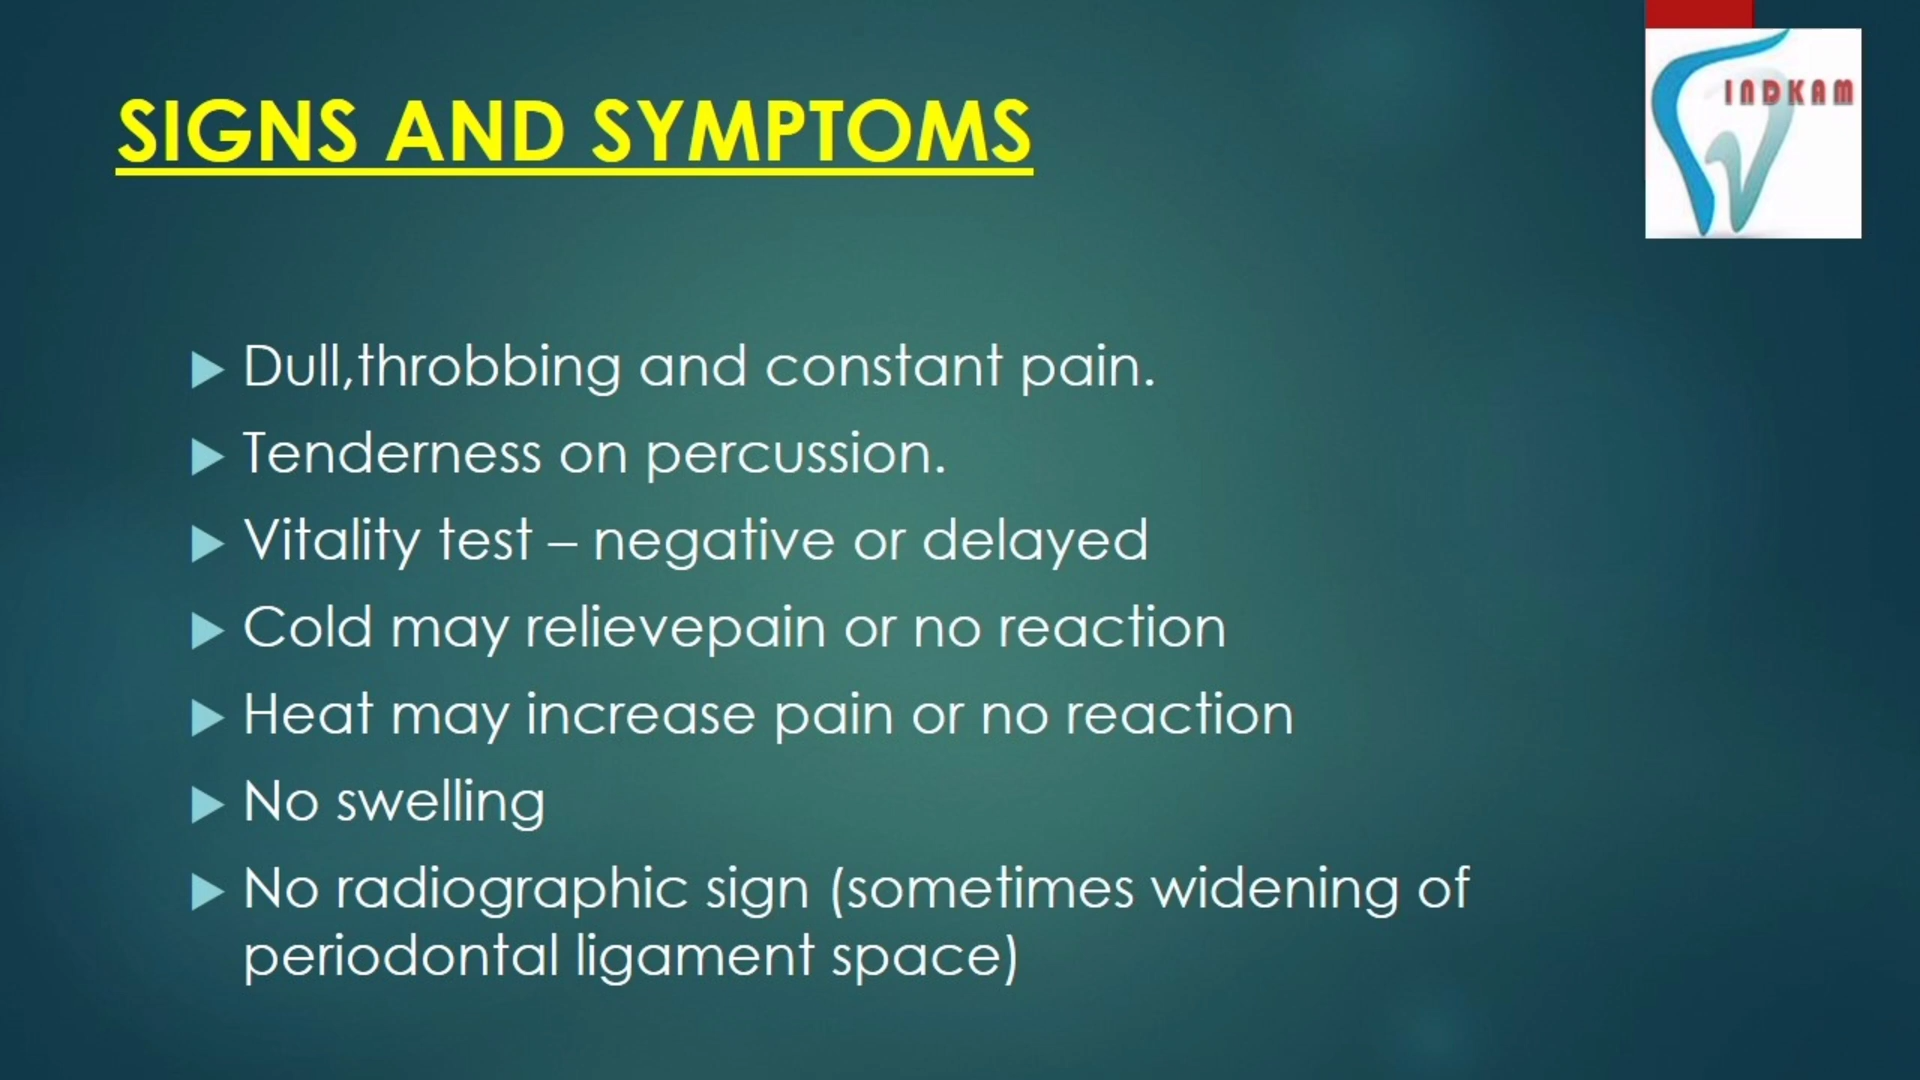 INDKAM
SIGNS AND SYMPTOMS
Dull,throbbing and constant pain.
Tenderness on percussion.
Vitality test – negative or delayed
Cold may relievepain or no reaction
Heat may increase pain or no reaction
No swelling
No radiographic sign (sometimes widening of
periodontal ligament space)